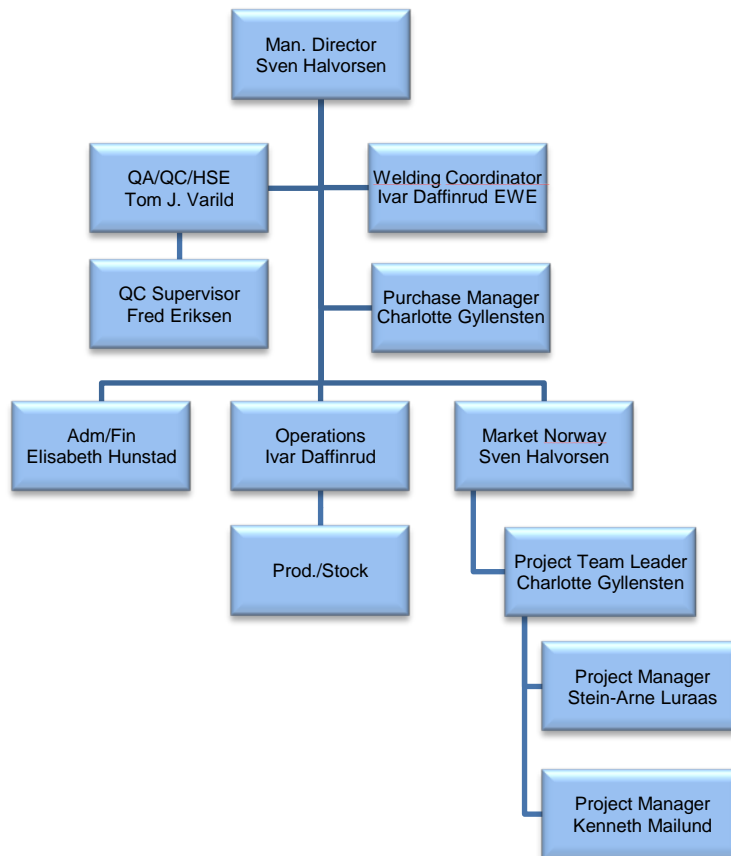 Man. Director
Sven Halvorsen
QA/QC/HSE
Tom J. Varild
Welding Coordinator
Ivar Daffinrud EWE
QC Supervisor
Fred Eriksen
Purchase Manager
Charlotte Gyllensten
Adm/Fin
Elisabeth Hunstad
Operations
Ivar Daffinrud
Market Norway
Sven Halvorsen
Prod./Stock
Project Team Leader
Charlotte Gyllensten
Project Manager
Stein-Arne Luraas
Project Manager
Kenneth Mailund